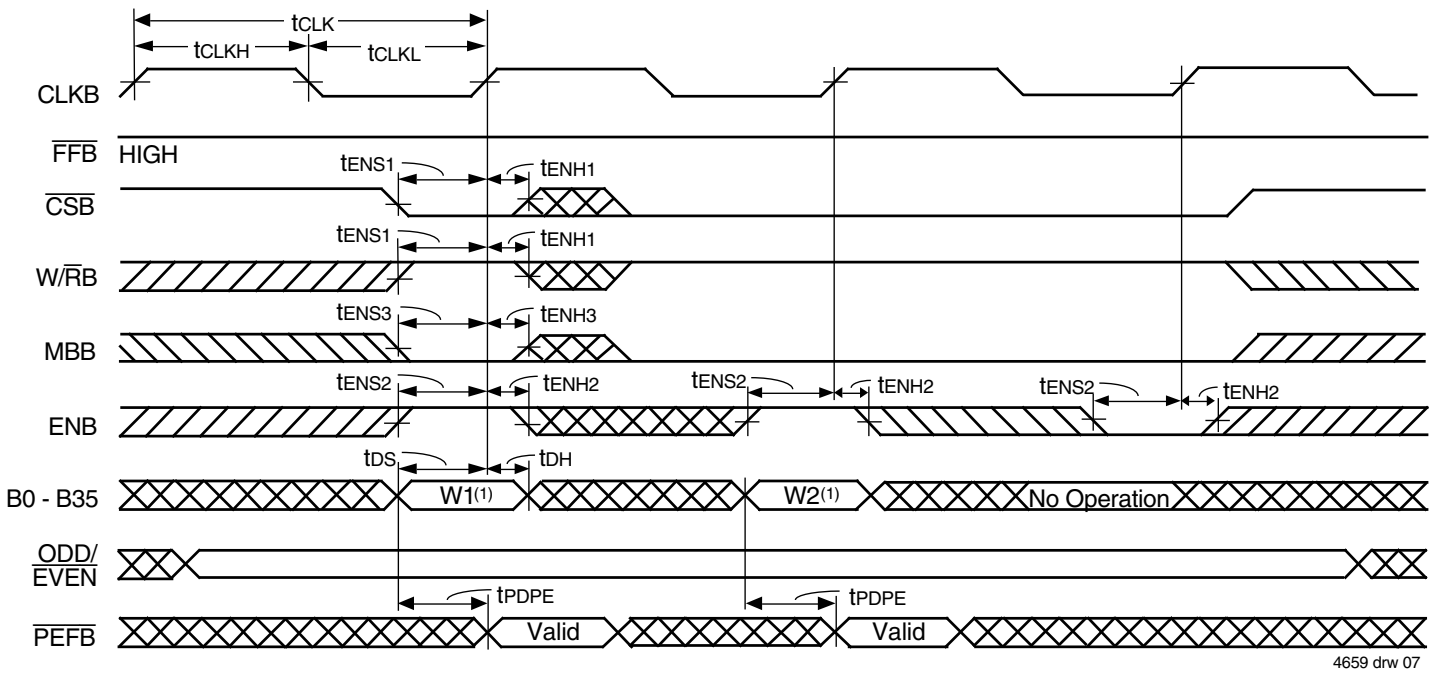 tCLK
tCLKH
tCLKL
CLKB
FFB HIGH
tENS1 tENH1
CSB
tENS1 tENH1
W/RB
tENS3 tENH3
MBB
tENS2 tENH2 tENS2 tENH2 tENS2 tENH2
ENB
tDS tDH
B0 - B35 W1(1) W2(1) No Operation
ODD/
EVEN
tPDPE tPDPE
PEFB Valid Valid
4659 drw 07